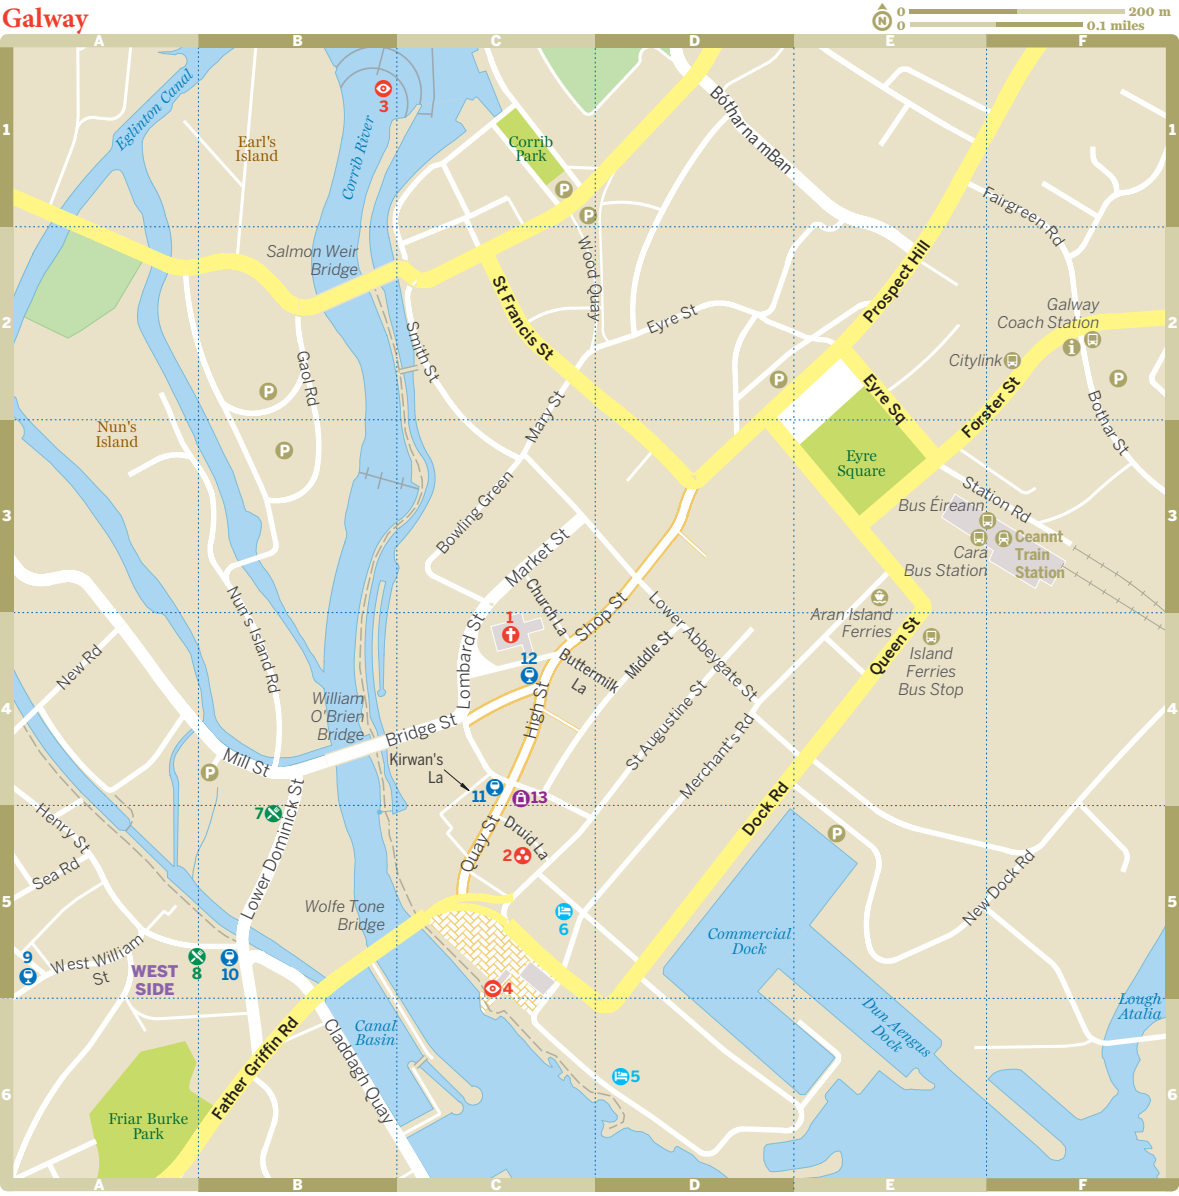 Galway
N
0
200 m
0
0.1 miles
A
B
C
D
E
F
1
1
Eglinton Canal
Earl's
Island
3
Corrib River
Corrib
Park
P
P
Bóthar na mBan
Fairgreen Rd
Salmon Weir
Bridge
Wood Quay
St Francis St
Prospect Hill
2
2
Smith St
Eyre St
Galway
Coach Station
i
Citylink
Gaol Rd
P
P
P
Eyre Sq
Forster St
Bothar St
Mary St
Nun's
Island
P
Eyre
Square
3
3
Bowling Green
Market St
Station Rd
Bus Éireann
Cara
Bus Station
Ceannt
Train
Station
Nun's Island Rd
Church La
Shop St
Lower Abbeygate St
Aran Island
Ferries
Queen St
Island
Ferries
Bus Stop
1
12
Lombard St
Buttermilk
La
Middle St
New Rd
4
4
William
O'Brien
Bridge
Bridge St
High St
St Augustine St
Merchant's Rd
Mill St
P
Kirwan's
La
11
13
7
Dock Rd
P
Henry St
Sea Rd
Lower Dominick St
Quay St
Druid La
2
5
5
Wolfe Tone
Bridge
6
New Dock Rd
Commercial
Dock
9
West William
St
WEST
SIDE
8
10
4
Lough
Atalia
Dun Aengus
Dock
Canal
Basin
Father Griffin Rd
Claddagh Quay
5
6
6
Friar Burke
Park
A
B
C
D
E
F